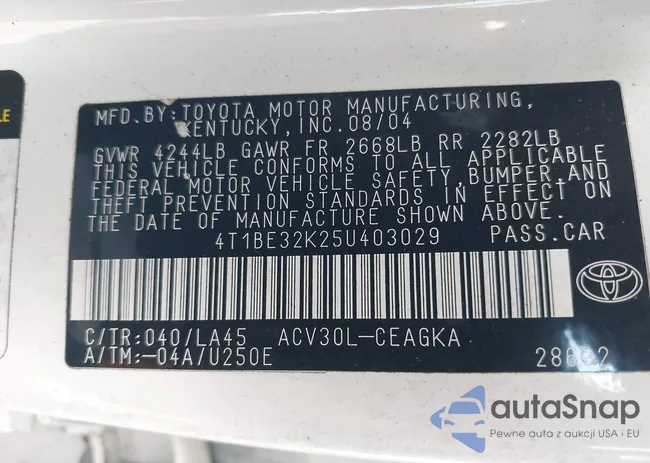 LE
MFD. BY: TOYOTA MOTOR MANUFACTURING,
KENTUCKY, INC. 08/04
GVWR 4244LB GAWR FR 2668LB RR 2282LB
THIS VEHICLE CONFORMS TO ALL APPLICABLE
FEDERAL MOTOR VEHICLE SAFETY, BUMPER, AND
THEFT PREVENTION STANDARDS IN EFFECT ON
THE DATE OF MANUFACTURE SHOWN ABOVE.
4T1BE32K25U403029 PASS. CAR
C/TR: 040/LA45 ACV30L-CEAGKA
A/TM: -04A/U250E
autaSnap
Pewne auta z aukcji USA i EU